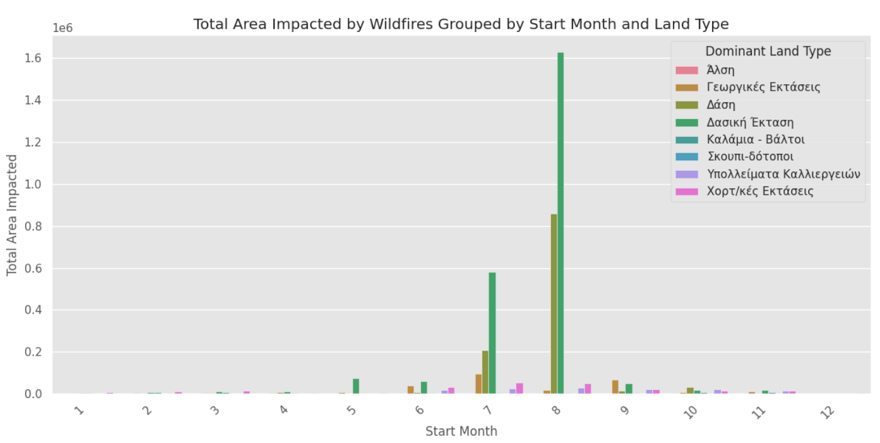 Total Area Impacted by Wildfires Grouped by Start Month and Land Type
1e6
Dominant Land Type
Άλση
Γεωργικές Εκτάσεις
Δάση
Δασική Έκταση
Καλάμια - Βάλτοι
Σκουπι-δότοποι
Υπολλείματα Καλλιεργειών
Χορτ/κές Εκτάσεις
Total Area Impacted
1.6
1.4
1.2
1.0
0.8
0.6
0.4
0.2
0.0
1 2 3 4 5 6 7 8 9 10 11 12
Start Month